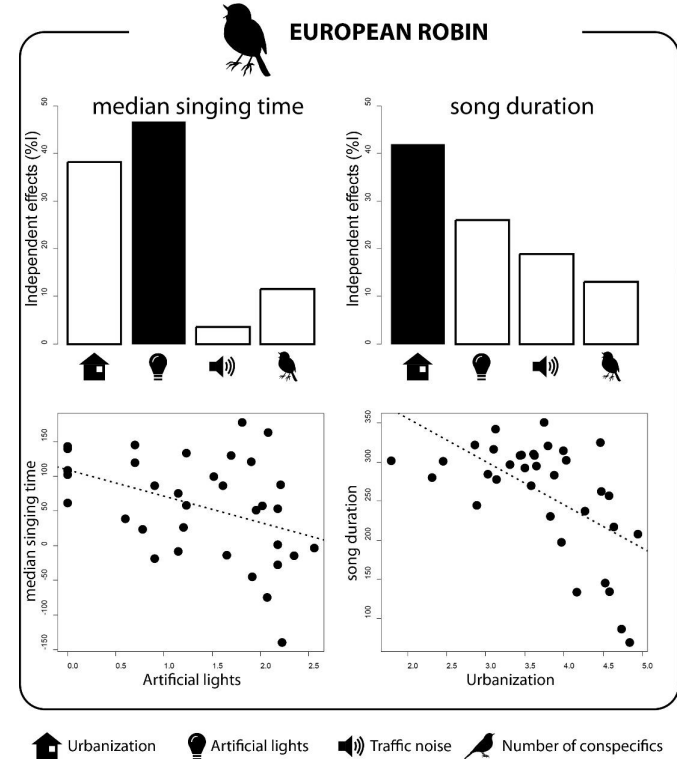 EUROPEAN ROBIN
median singing time
Independent effects (%I)
50
40
30
20
10
0
song duration
Independent effects (%I)
50
40
30
20
10
0
median singing time
150
100
50
0
-50
-100
-150
0.0 0.5 1.0 1.5 2.0 2.5
Artificial lights
song duration
350
300
250
200
150
100
2.0 2.5 3.0 3.5 4.0 4.5 5.0
Urbanization
Urbanization Artificial lights Traffic noise Number of conspecifics